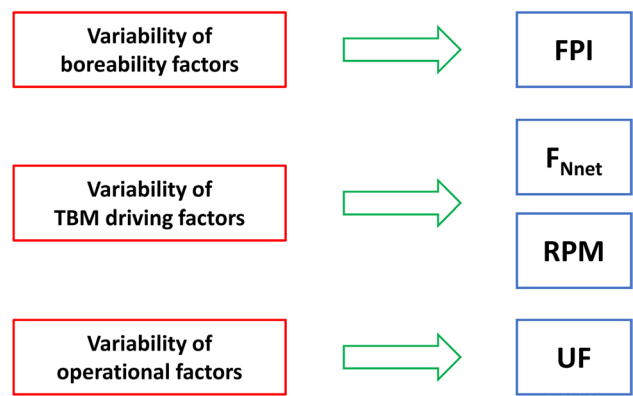 Variability of
boreability factors
FPI
Variability of
TBM driving factors
FNnet
RPM
Variability of
operational factors
UF